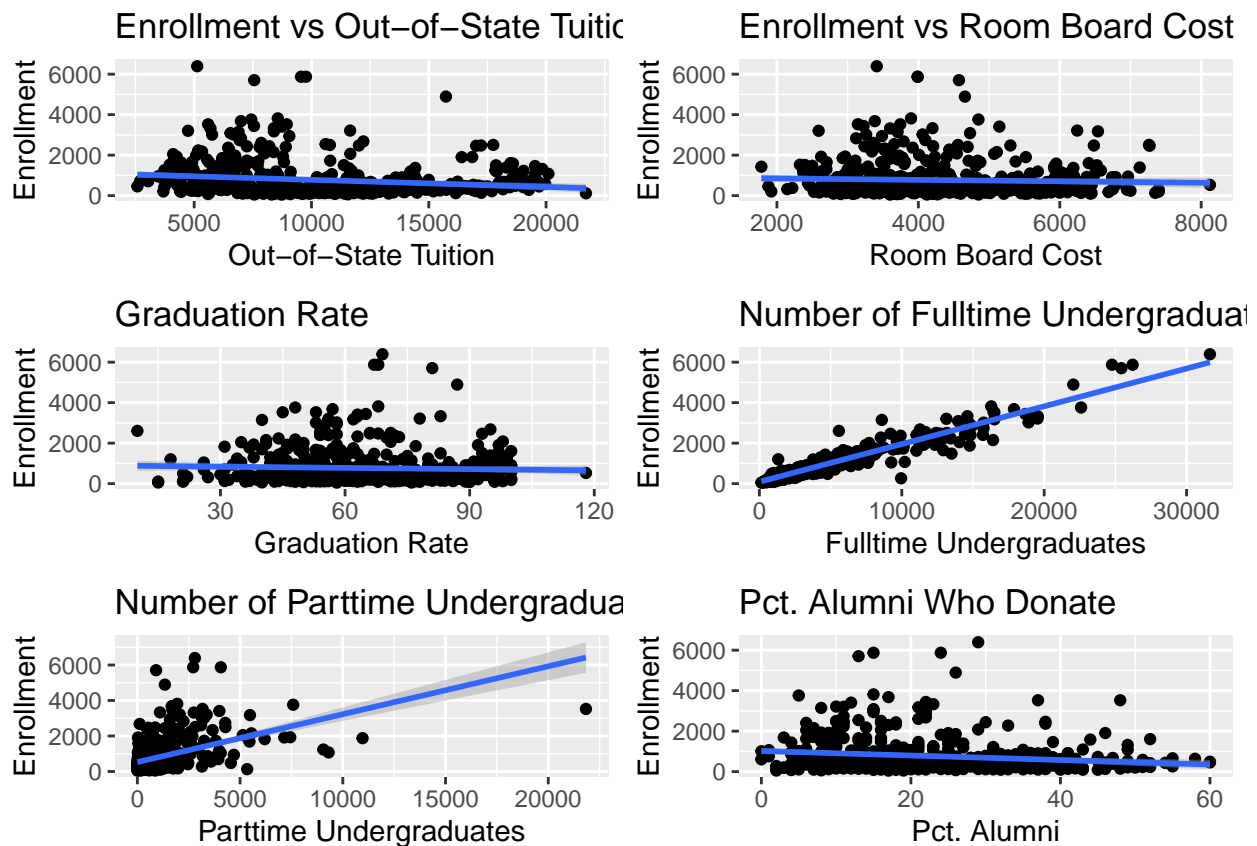 Enrollment vs Out−of−State Tuitic
Enrollment
6000
4000
2000
0
5000 10000 15000 20000
Out−of−State Tuition
Enrollment vs Room Board Cost
Enrollment
6000
4000
2000
0
2000 4000 6000 8000
Room Board Cost
Graduation Rate
Enrollment
6000
4000
2000
0
30 60 90 120
Graduation Rate
Number of Fulltime Undergraduat
Enrollment
6000
4000
2000
0
0 10000 20000 30000
Fulltime Undergraduates
Number of Parttime Undergradua
Enrollment
6000
4000
2000
0
0 5000 10000 15000 20000
Parttime Undergraduates
Pct. Alumni Who Donate
Enrollment
6000
4000
2000
0
0 20 40 60
Pct. Alumni